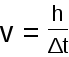 v = h/Δt